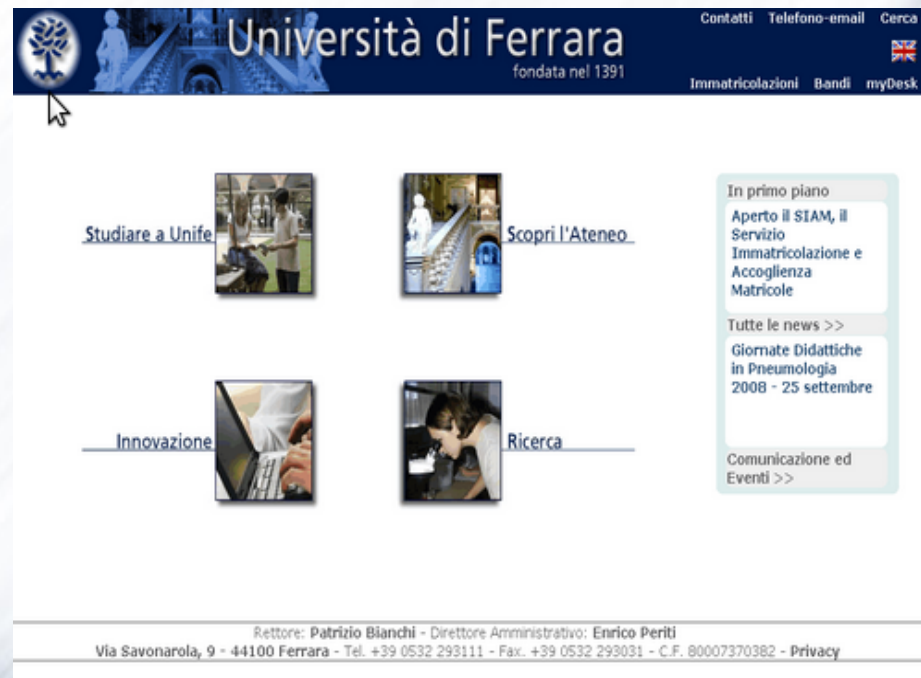 Università di Ferrara
fondata nel 1391
Contatti Telefono-email Cerca
Immatricolazioni Bandi myDesk
Studiare a Unife
Scopri l'Ateneo
Innovazione
Ricerca
In primo piano
Aperto il SIAM, il
Servizio
Immatricolazione e
Accoglienza
Matricole
Tutte le news >>
Giornate Didattiche
in Pneumologia
2008 - 25 settembre
Comunicazione ed
Eventi >>
Rettore: Patrizio Bianchi - Direttore Amministrativo: Enrico Periti
Via Savonarola, 9 - 44100 Ferrara - Tel. +39 0532 293111 - Fax. +39 0532 293031 - C.F. 80007370382 - Privacy